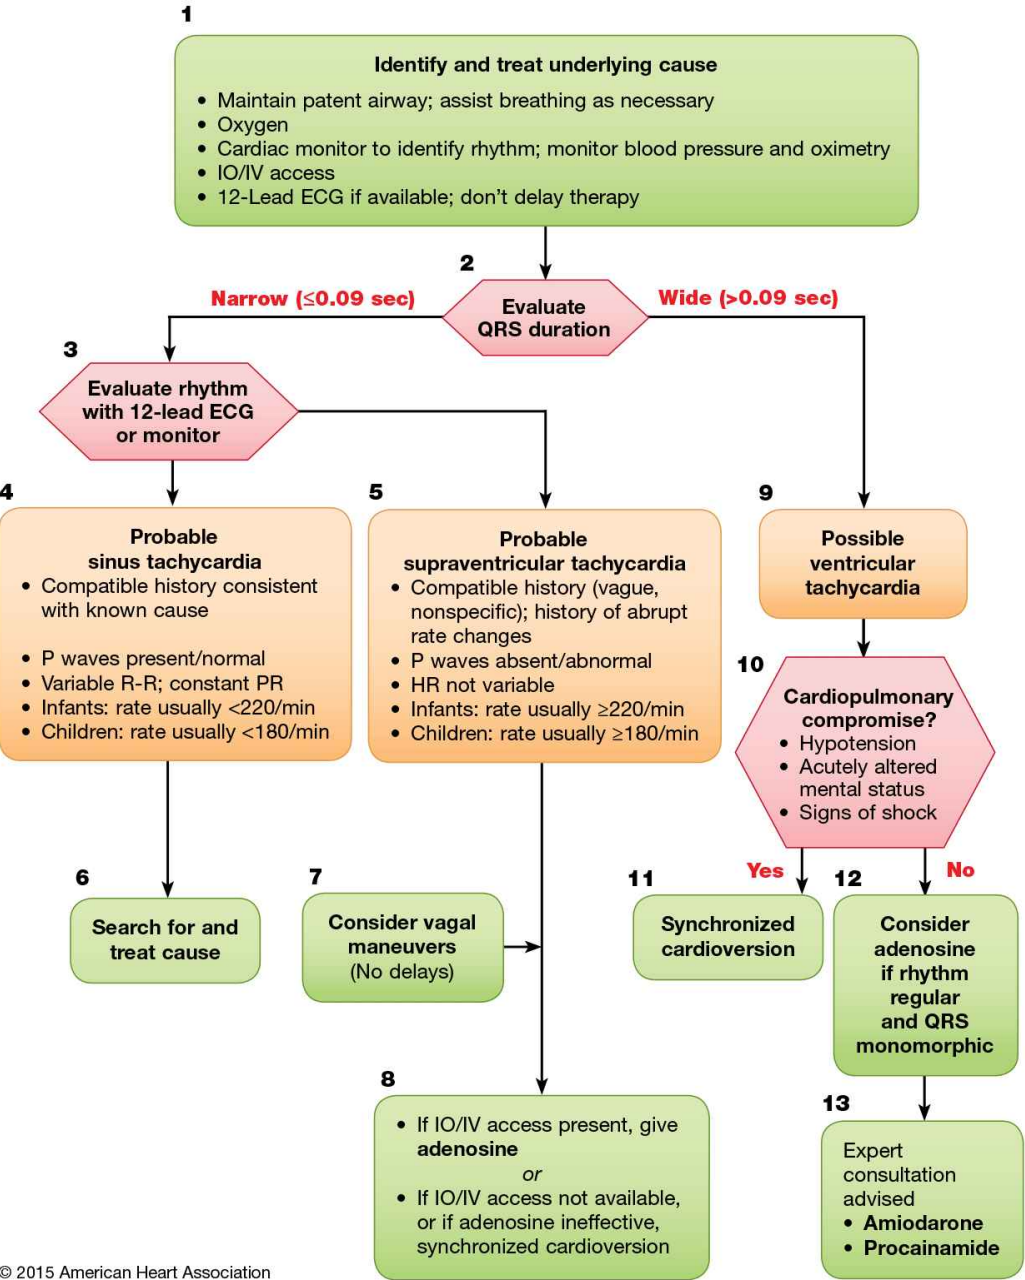 1
Identify and treat underlying cause
• Maintain patent airway; assist breathing as necessary
• Oxygen
• Cardiac monitor to identify rhythm; monitor blood pressure and oximetry
• IO/IV access
• 12-Lead ECG if available; don’t delay therapy
2
Narrow (≤0.09 sec)
Evaluate
QRS duration
Wide (>0.09 sec)
3
Evaluate rhythm
with 12-lead ECG
or monitor
4
Probable
sinus tachycardia
• Compatible history consistent
with known cause
• P waves present/normal
• Variable R-R; constant PR
• Infants: rate usually <220/min
• Children: rate usually <180/min
5
Probable
supraventricular tachycardia
• Compatible history (vague,
nonspecific); history of abrupt
rate changes
• P waves absent/abnormal
• HR not variable
• Infants: rate usually ≥220/min
• Children: rate usually ≥180/min
9
Possible
ventricular
tachycardia
10
Cardiopulmonary
compromise?
• Hypotension
• Acutely altered
mental status
• Signs of shock
Yes
No
6
Search for and
treat cause
7
Consider vagal
maneuvers
(No delays)
11
Synchronized
cardioversion
12
Consider
adenosine
if rhythm
regular
and QRS
monomorphic
8
• If IO/IV access present, give
adenosine
or
• If IO/IV access not available,
or if adenosine ineffective,
synchronized cardioversion
13
Expert
consultation
advised
• Amiodarone
• Procainamide
© 2015 American Heart Association